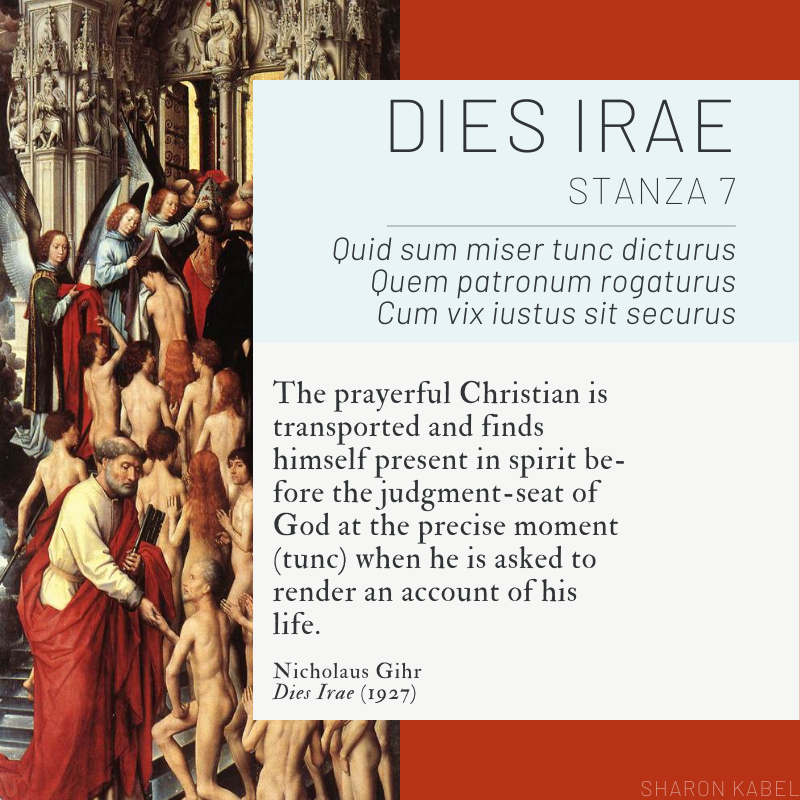 DIES IRAE
STANZA 7
Quid sum miser tunc dicturus
Quem patronum rogaturus
Cum vix iustus sit securus
The prayerful Christian is
transported and finds
himself present in spirit be-
fore the judgment-seat of
God at the precise moment
(tunc) when he is asked to
render an account of his
life.
Nicholaus Gihr
Dies Irae (1927)
SHARON KABEL